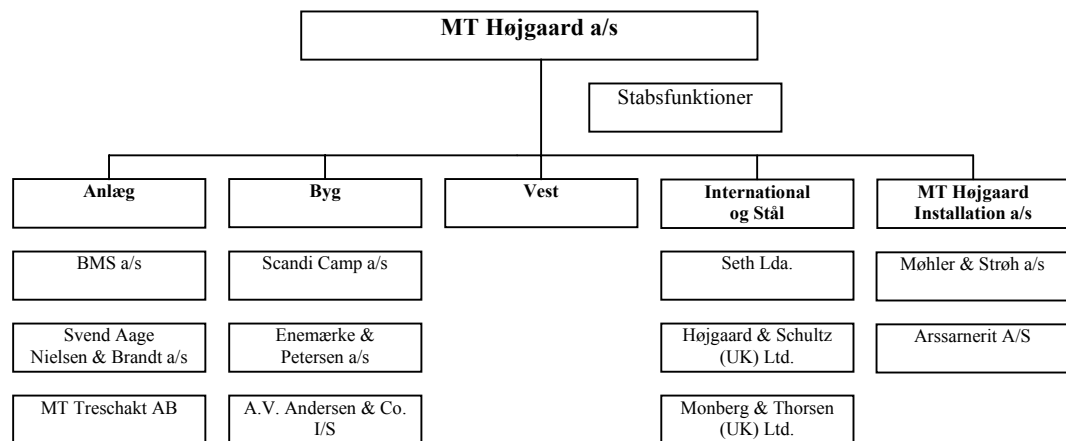 MT Højgaard a/s
Stabsfunktioner
Anlæg
Byg
Vest
International
og Stål
MT Højgaard
Installation a/s
BMS a/s
Scandi Camp a/s
Seth Lda.
Møhler & Strøh a/s
Svend Aage
Nielsen & Brandt a/s
Enemærke &
Petersen a/s
Højgaard & Schultz
(UK) Ltd.
Arssarnerit A/S
MT Treschakt AB
A.V. Andersen & Co.
I/S
Monberg & Thorsen
(UK) Ltd.